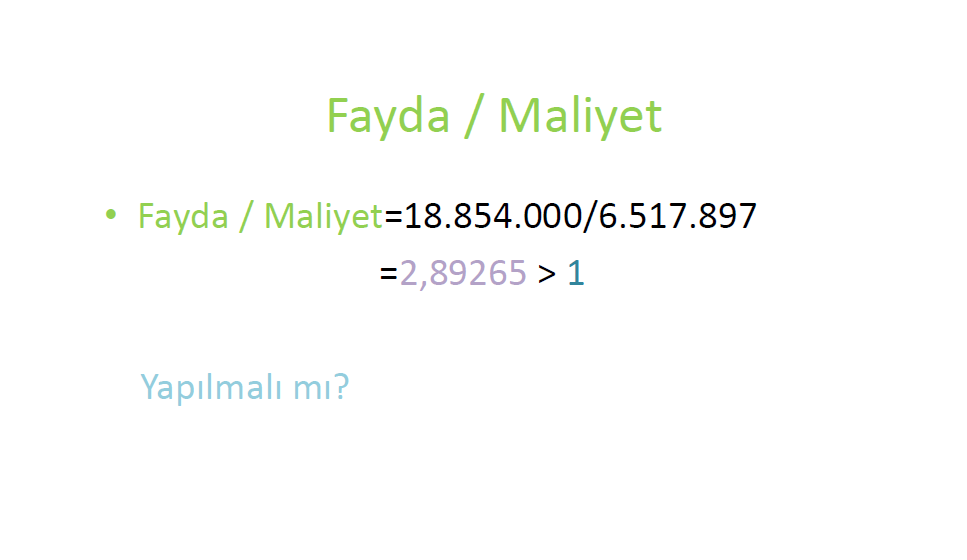 Fayda / Maliyet
• Fayda / Maliyet=18.854.000/6.517.897
=2,89265 > 1
Yapılmalı mı?